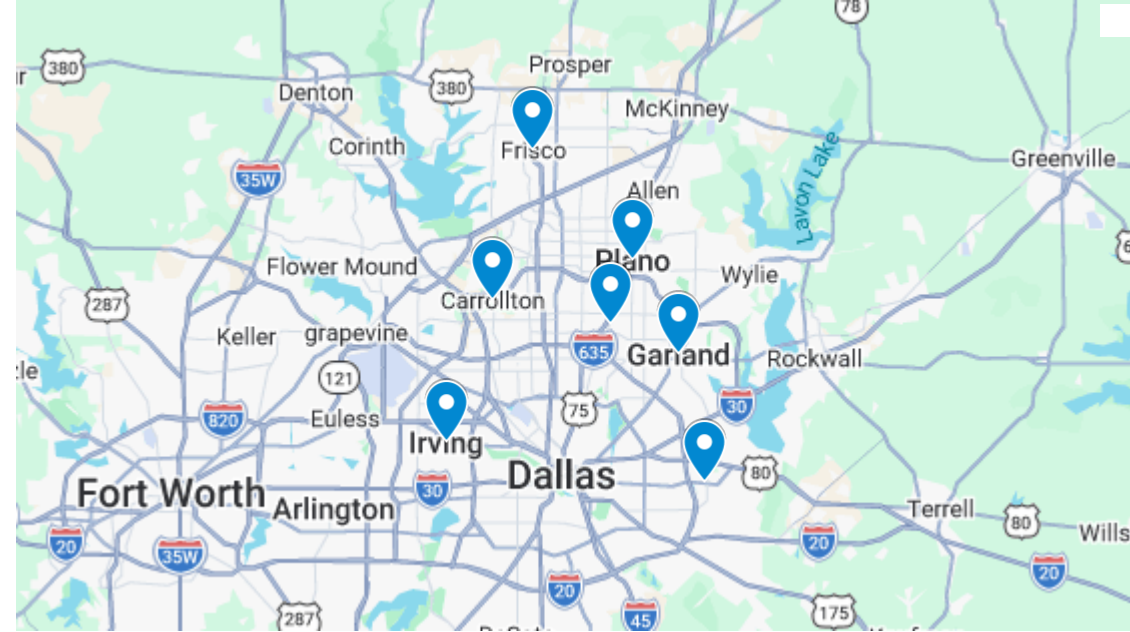 78
380
Prosper
380
Denton
McKinney
Corinth
Frisco
Greenville
35W
Allen
Lavon Lake
Plano
Flower Mound
Wylie
287
Carrollton
Keller
grapevine
635
Garland
Rockwall
121
Euless
820
75
30
Irving
Dallas
80
Fort Worth
30
Arlington
Terrell
80
Wills
20
35W
20
20
20
287
45
175